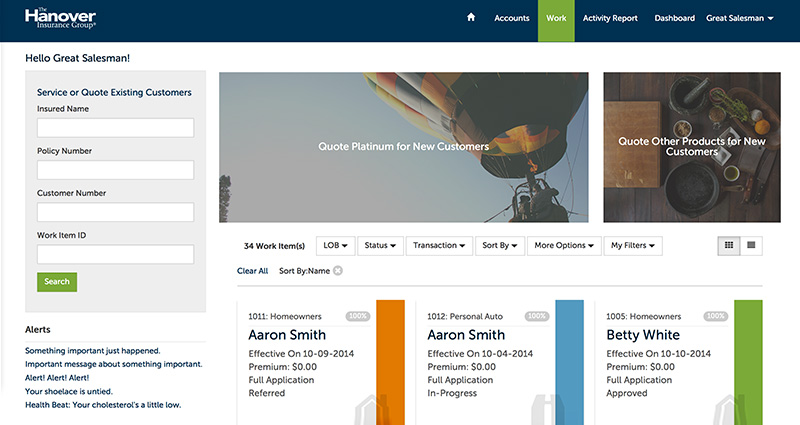 The
Hanover
Insurance Group®
Accounts
Work
Activity Report
Dashboard
Great Salesman
Hello Great Salesman!
Service or Quote Existing Customers
Insured Name
Policy Number
Customer Number
Work Item ID
Search
Alerts
Something important just happened.
Important message about something important.
Alert! Alert! Alert!
Your shoelace is untied.
Health Beat: Your cholesterol's a little low.
Quote Platinum for New Customers
Quote Other Products for New
Customers
34 Work Item(s)
LOB
Status
Transaction
Sort By
More Options
My Filters
Clear All
Sort By:Name
1011: Homeowners
100%
Aaron Smith
Effective On 10-09-2014
Premium: $0.00
Full Application
Referred
1012: Personal Auto
100%
Aaron Smith
Effective On 10-04-2014
Premium: $0.00
Full Application
In-Progress
1005: Homeowners
100%
Betty White
Effective On 10-10-2014
Premium: $0.00
Full Application
Approved